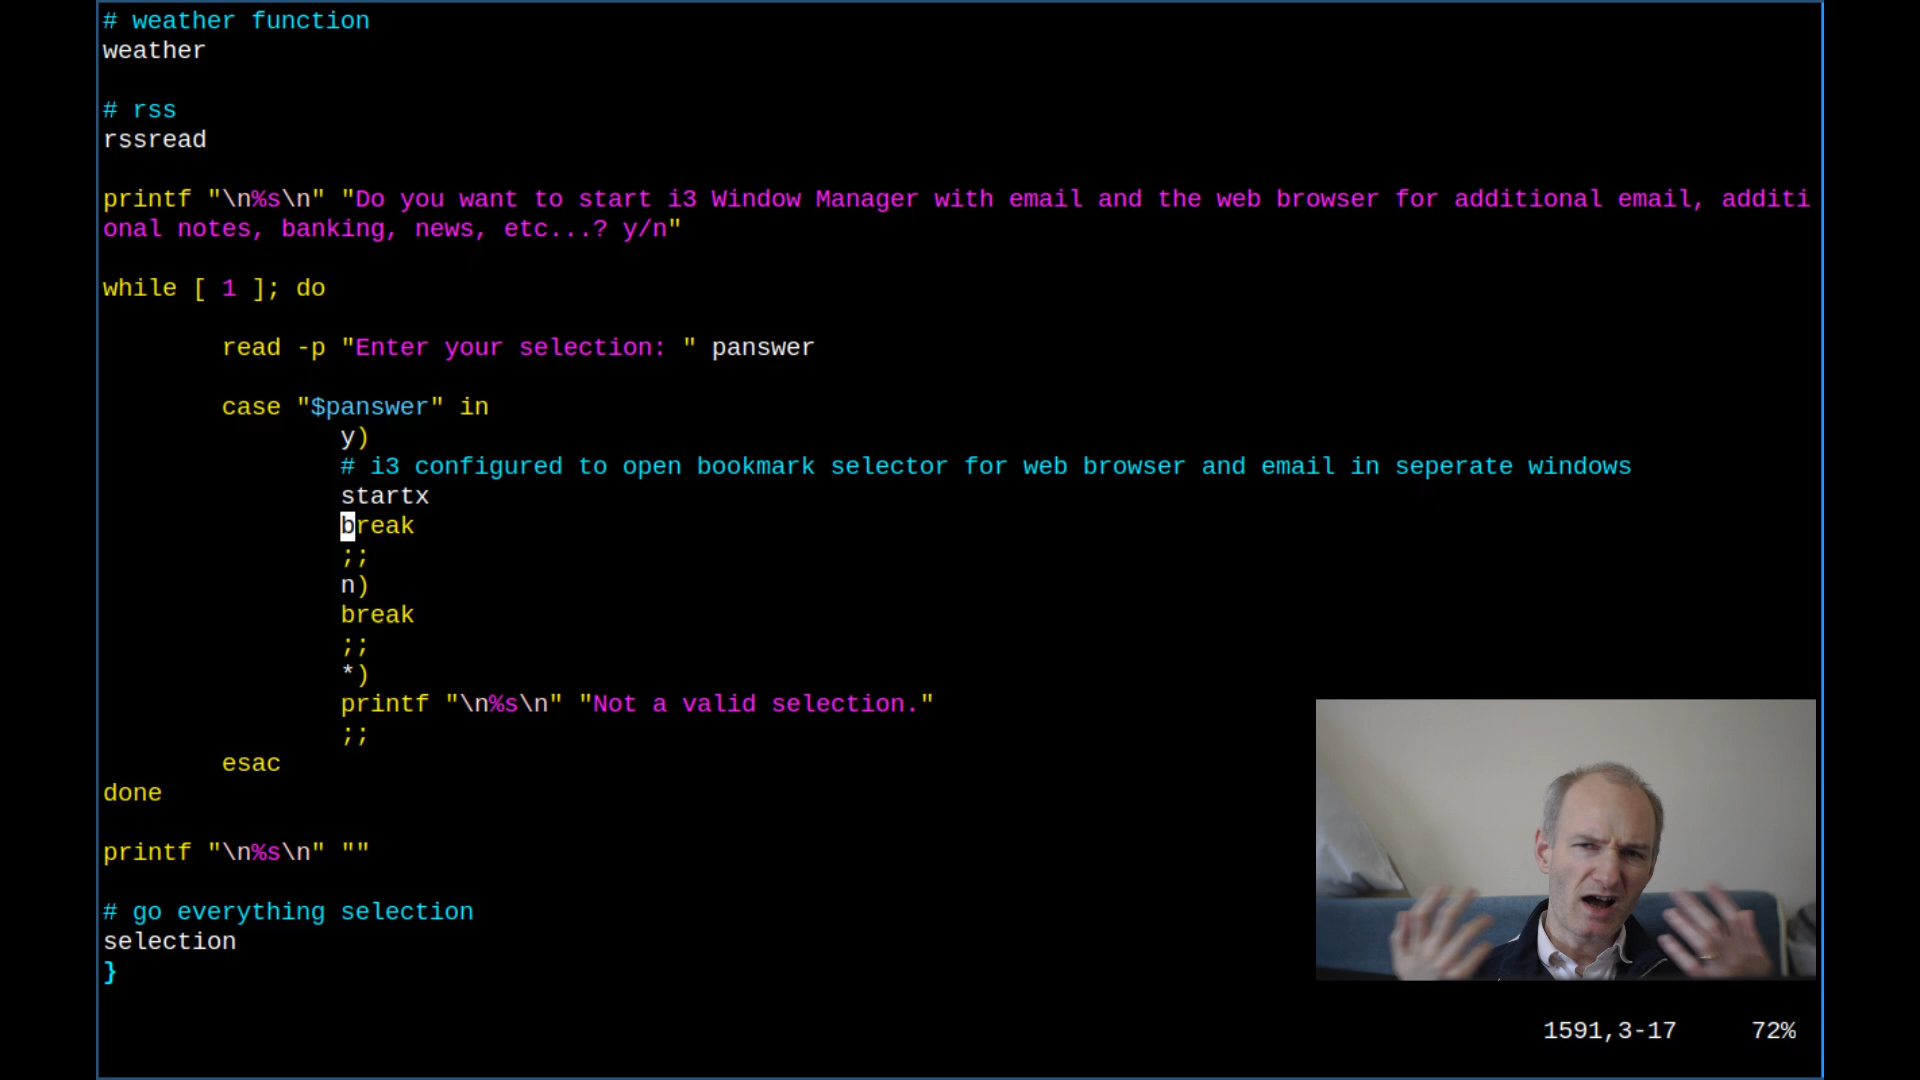 # weather function
weather
# rss
rssread
printf "\n%s\n" "Do you want to start i3 Window Manager with email and the web browser for additional email, additi
onal notes, banking, news, etc...? y/n"
while [ 1 ]; do
read -p "Enter your selection: " panswer
case "$panswer" in
y)
# i3 configured to open bookmark selector for web browser and email in seperate windows
startx
break
;;
n)
break
;;
*)
printf "\n%s\n" "Not a valid selection."
;;
esac
done
printf "\n%s\n" ""
# go everything selection
selection
}
1591,3-17 72%